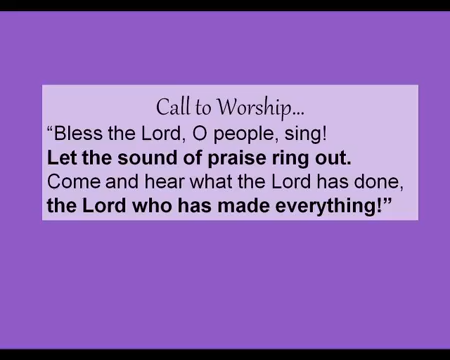 Call to Worship...
“Bless the Lord, O people, sing!
Let the sound of praise ring out.
Come and hear what the Lord has done,
the Lord who has made everything!”